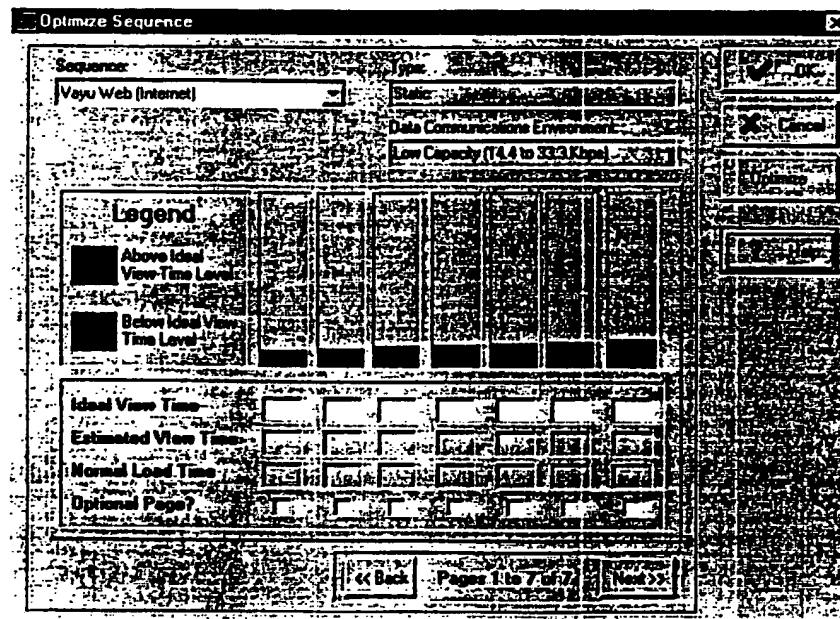 Optimize Sequence
Sequence:
Type:
Vayu Web (Internet)
Static
Data Communications Environment:
Low Capacity (14.4 to 33.3 Kbps)
OK
Cancel
Optimize
Help
Legend
Above Ideal
View-Time Level
Below Ideal View-
Time Level
Ideal View Time
Estimated View Time
Normal Load Time
Optional Page?
<< Back
Pages 1 to 7 of 7
Next >>